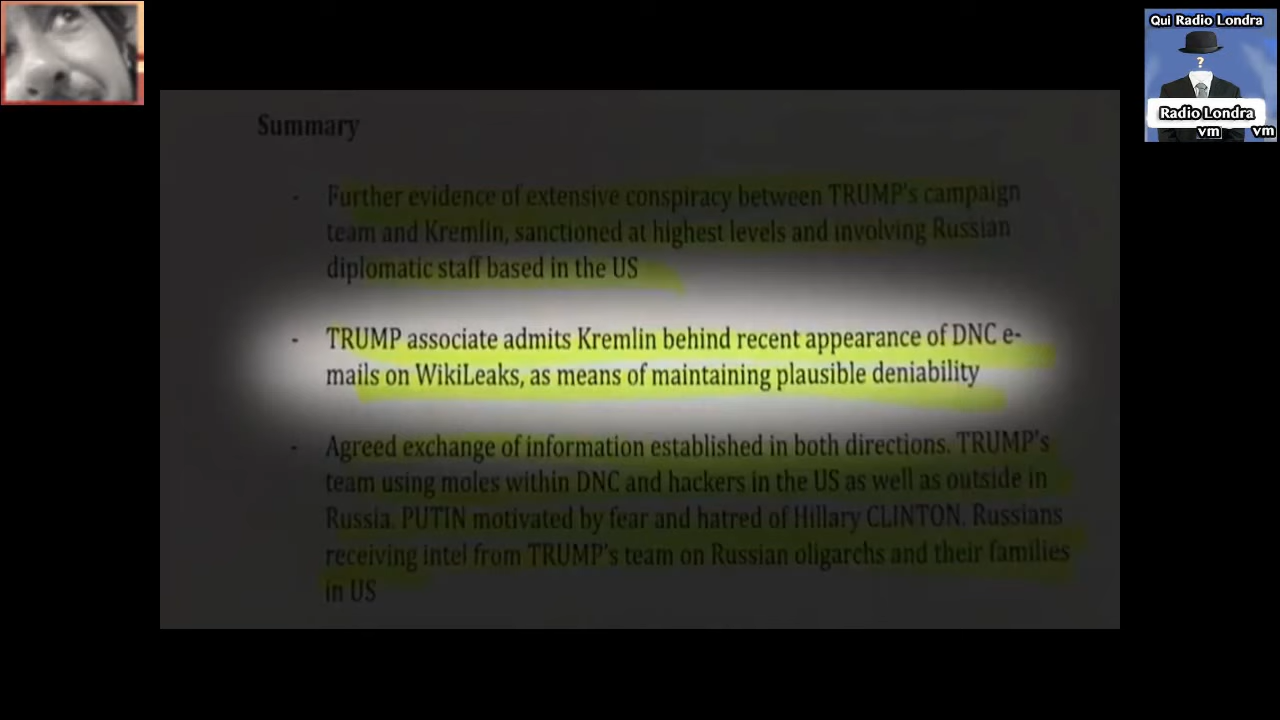 Qui Radio Londra
?
Radio Londra
vm
vm
Summary
- Further evidence of extensive conspiracy between TRUMP's campaign
team and Kremlin, sanctioned at highest levels and involving Russian
diplomatic staff based in the US
- TRUMP associate admits Kremlin behind recent appearance of DNC e-
mails on WikiLeaks, as means of maintaining plausible deniability
- Agreed exchange of information established in both directions. TRUMP's
team using moles within DNC and hackers in the US as well as outside in
Russia. PUTIN motivated by fear and hatred of Hillary CLINTON. Russians
receiving intel from TRUMP's team on Russian oligarchs and their families
in US